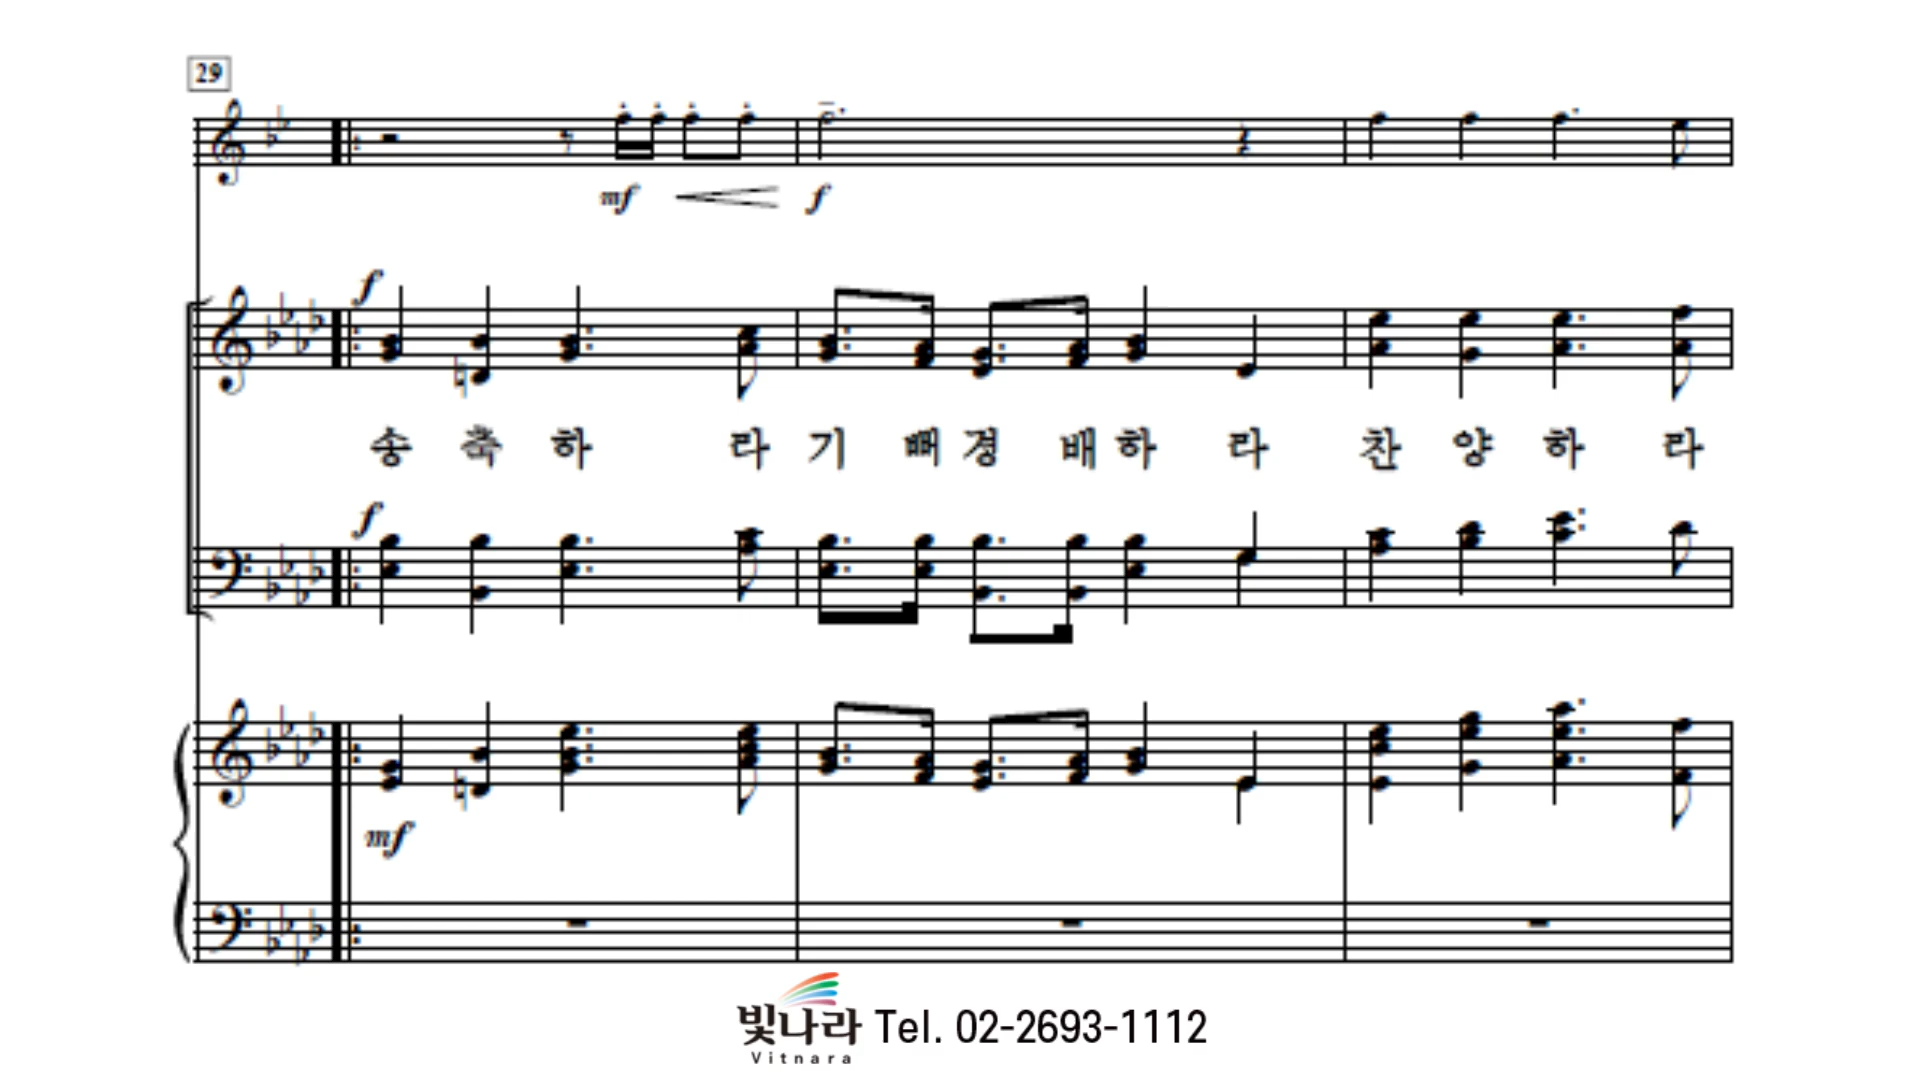 29
mf f
f
송 축 하 라 기 뻐 경 배 하 라 찬 양 하 라
f
mf
빛나라 Tel. 02-2693-1112
Vitnara